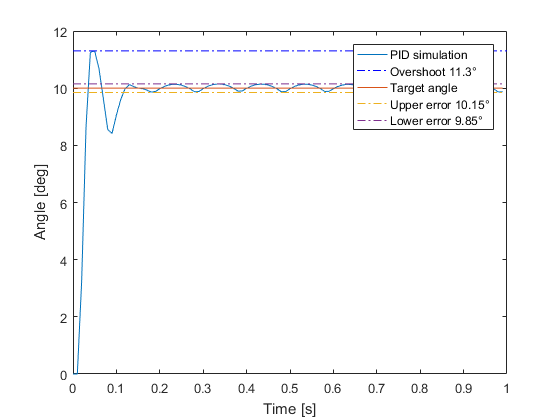 12
10
8
6
4
2
0
Angle [deg]
PID simulation
Overshoot 11.3°
Target angle
Upper error 10.15°
Lower error 9.85°
0 0.1 0.2 0.3 0.4 0.5 0.6 0.7 0.8 0.9 1
Time [s]